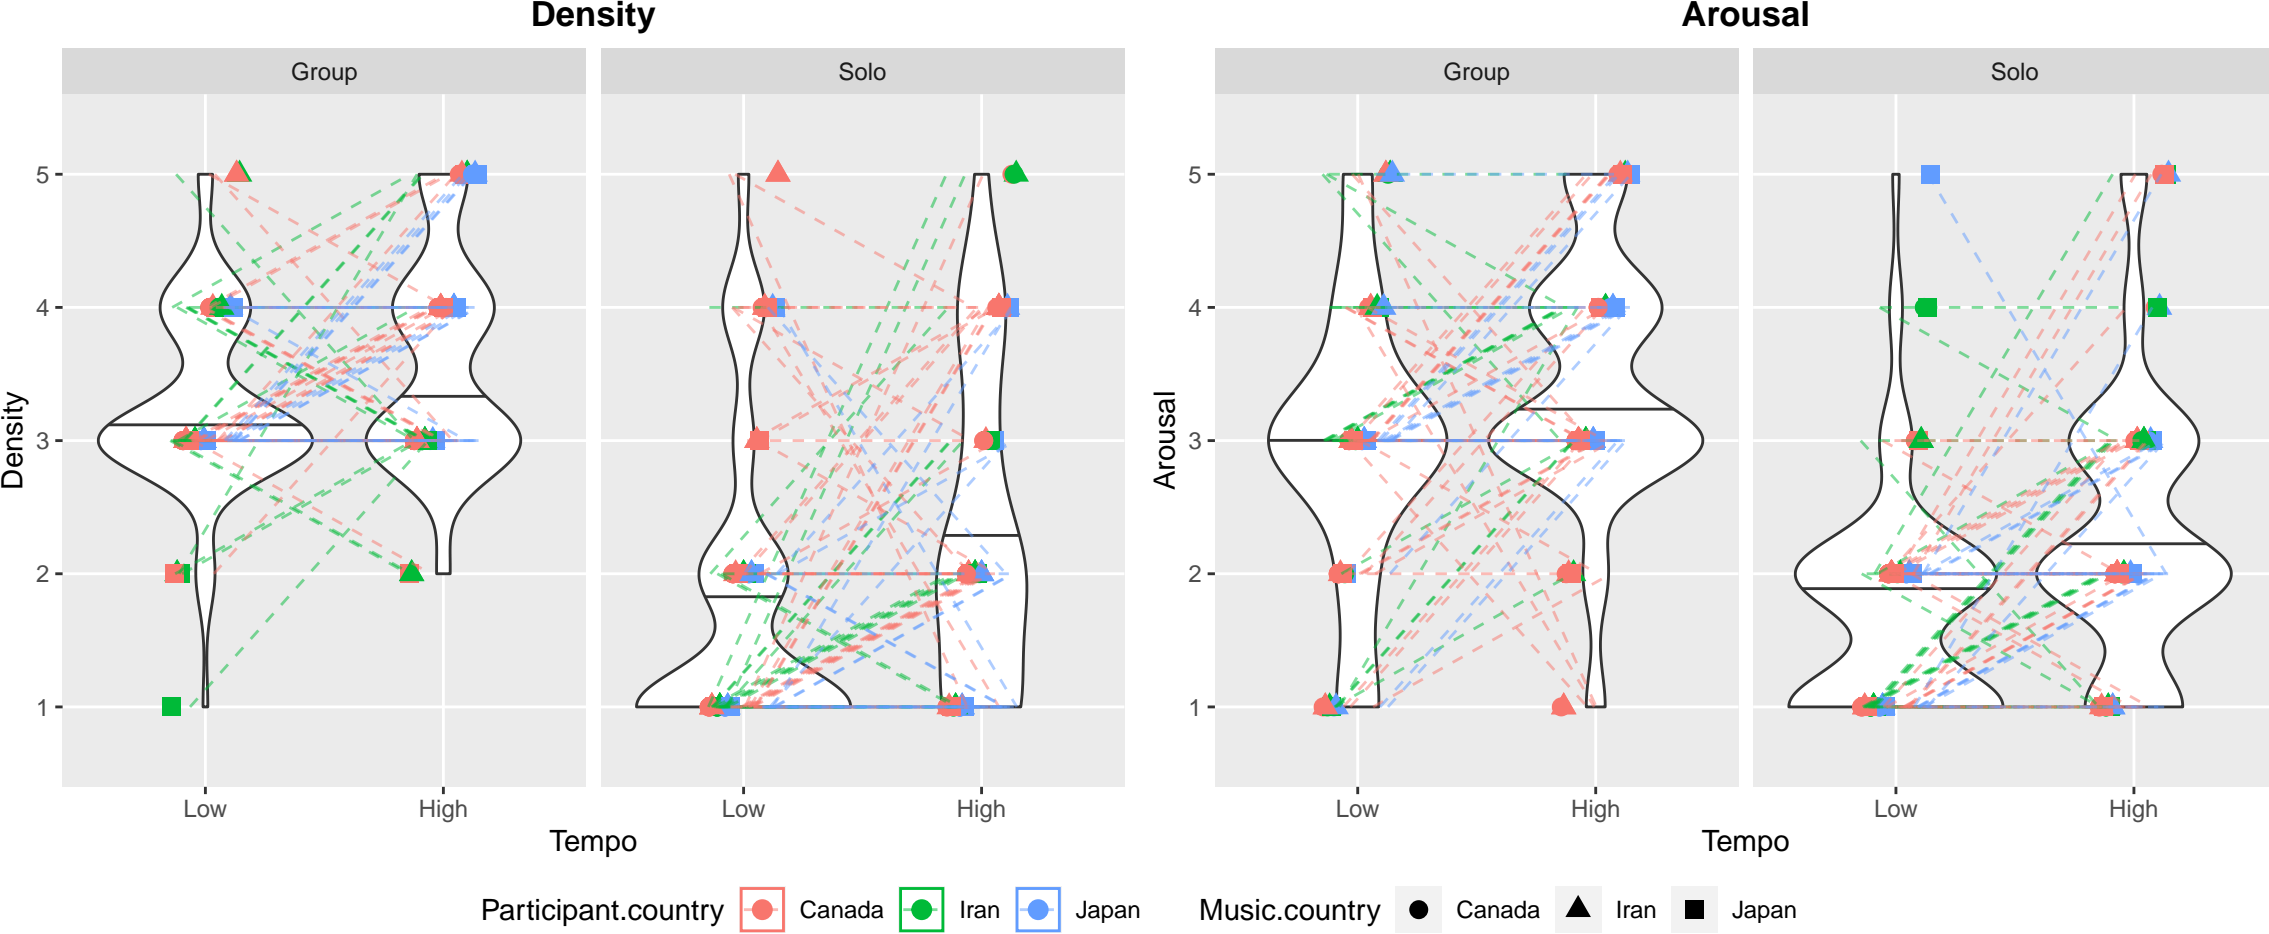 Density
Arousal
Group
Solo
Group
Solo
Density
5
4
3
2
1
Arousal
5
4
3
2
1
Low
High
Low
High
Low
High
Low
High
Tempo
Tempo
Participant.country
Canada
Iran
Japan
Music.country
Canada
Iran
Japan